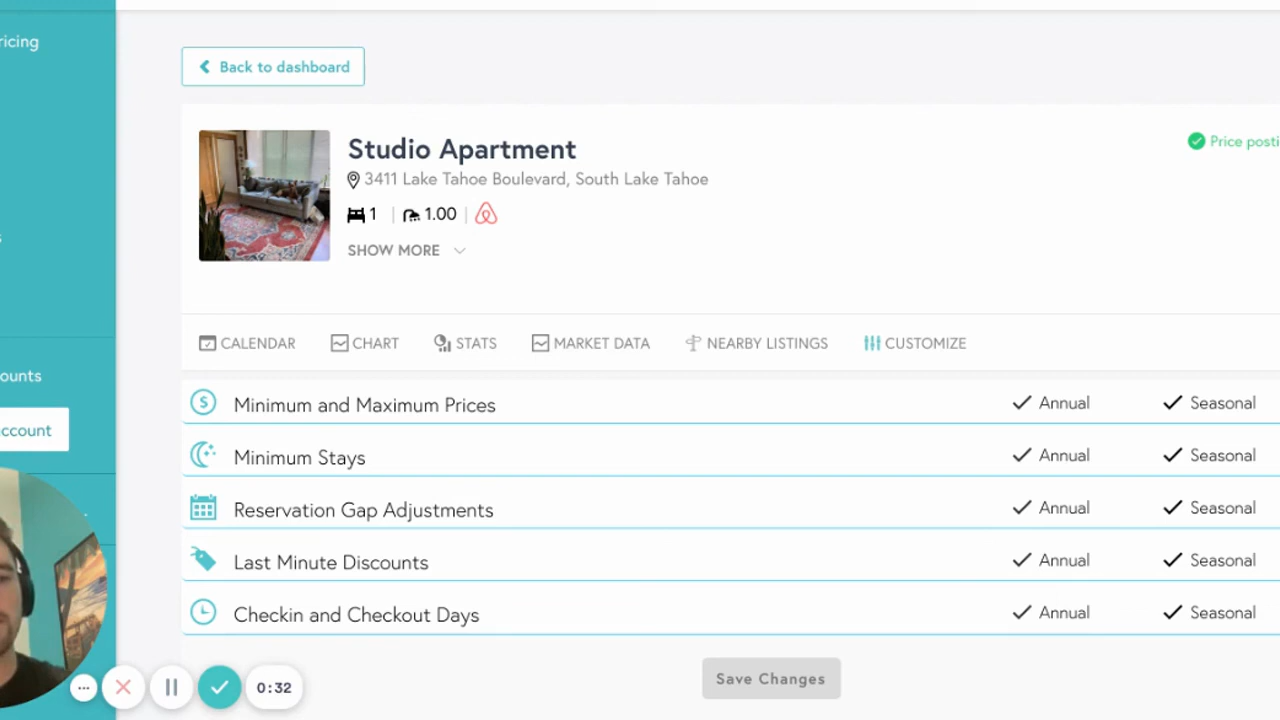 ricing
Back to dashboard
Studio Apartment
3411 Lake Tahoe Boulevard, South Lake Tahoe
1 | 1.00 |
SHOW MORE
Price posti
CALENDAR CHART STATS MARKET DATA NEARBY LISTINGS CUSTOMIZE
s
ounts
ccount
Minimum and Maximum Prices Annual Seasonal
Minimum Stays Annual Seasonal
Reservation Gap Adjustments Annual Seasonal
Last Minute Discounts Annual Seasonal
Checkin and Checkout Days Annual Seasonal
Save Changes
0:32